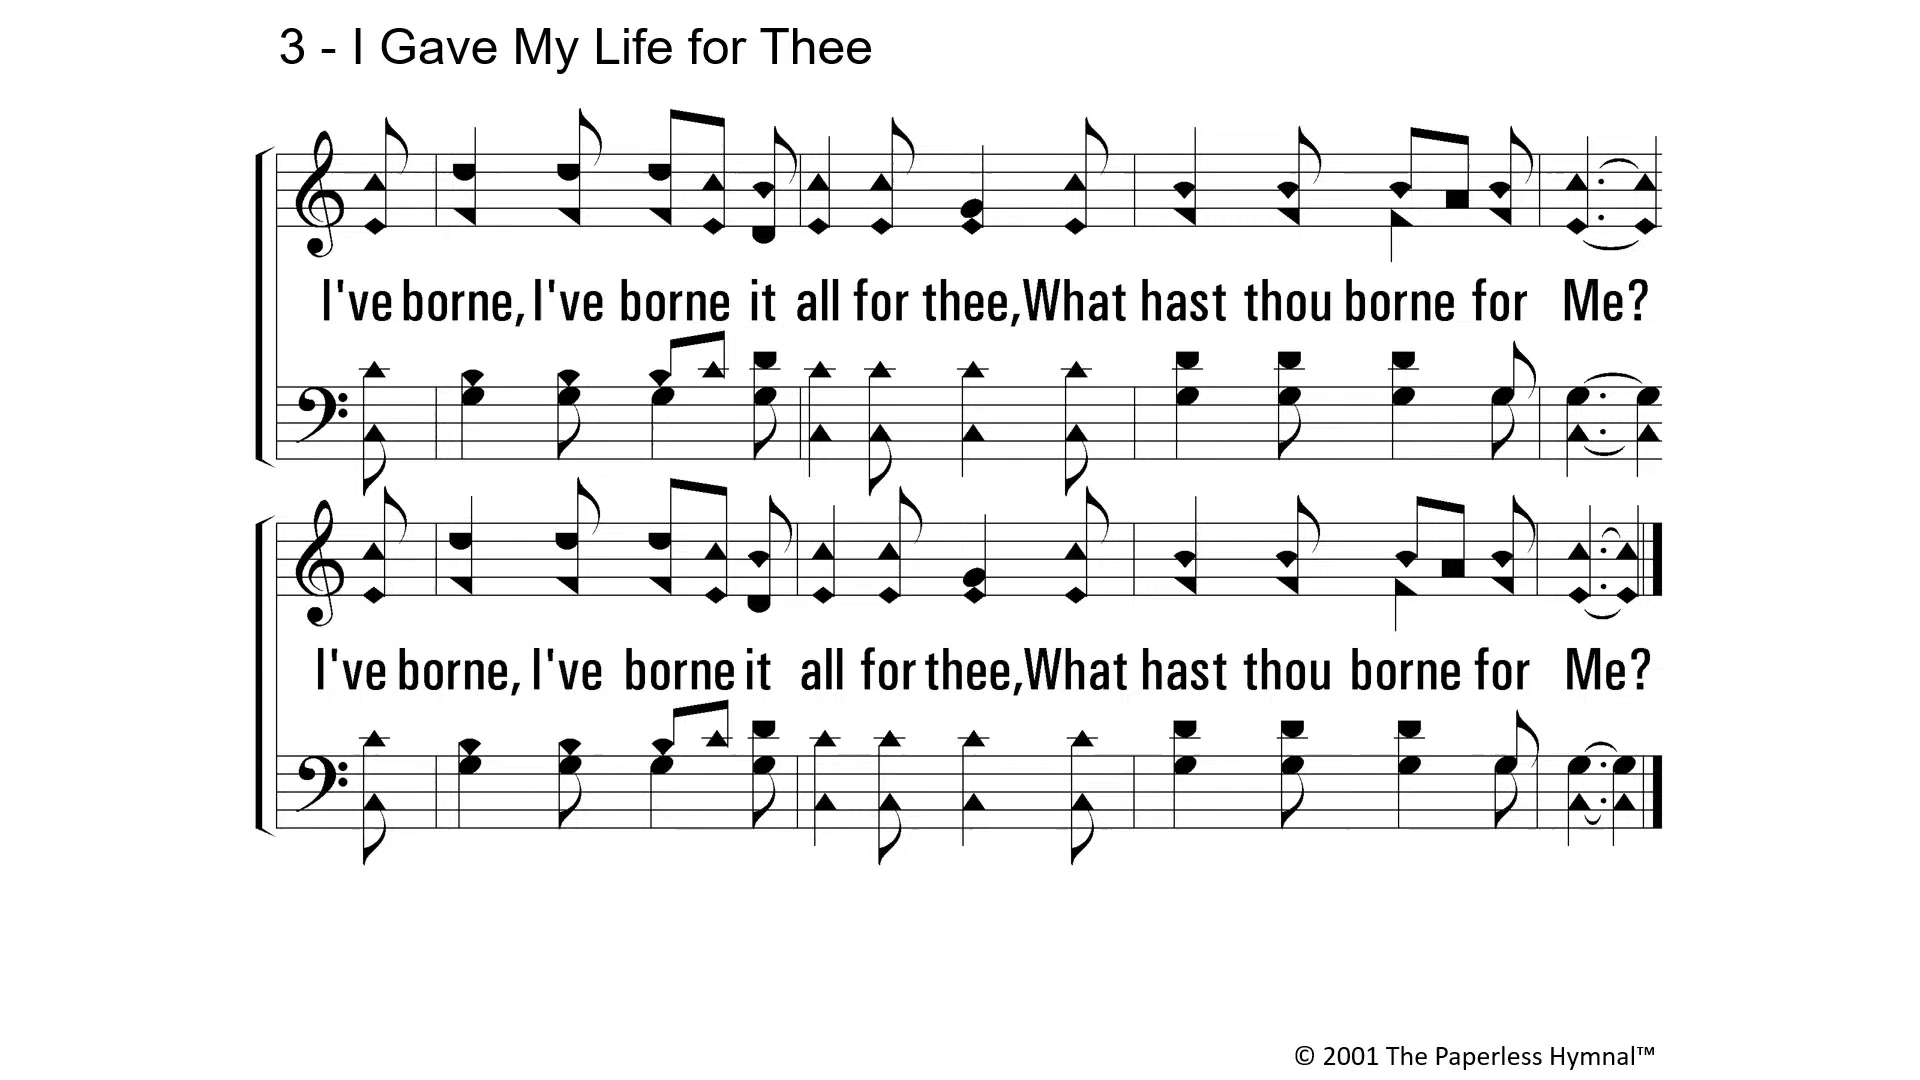 3 - I Gave My Life for Thee
I've borne, I've borne it all for thee, What hast thou borne for Me?
I've borne, I've borne it all for thee, What hast thou borne for Me?
© 2001 The Paperless Hymnal™